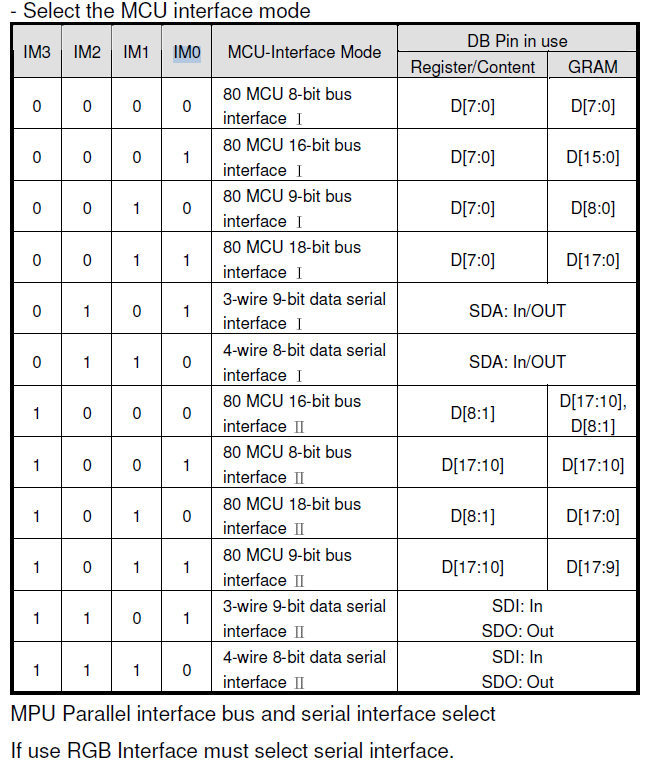 - Select the MCU interface mode
IM3 IM2 IM1 IM0 MCU-Interface Mode DB Pin in use
Register/Content GRAM
0 0 0 0 80 MCU 8-bit bus interface Ⅰ D[7:0] D[7:0]
0 0 0 1 80 MCU 16-bit bus interface Ⅰ D[7:0] D[15:0]
0 0 1 0 80 MCU 9-bit bus interface Ⅰ D[7:0] D[8:0]
0 0 1 1 80 MCU 18-bit bus interface Ⅰ D[7:0] D[17:0]
0 1 0 1 3-wire 9-bit data serial interface Ⅰ SDA: In/OUT
0 1 1 0 4-wire 8-bit data serial interface Ⅰ SDA: In/OUT
1 0 0 0 80 MCU 16-bit bus interface Ⅱ D[8:1] D[17:10], D[8:1]
1 0 0 1 80 MCU 8-bit bus interface Ⅱ D[17:10] D[17:10]
1 0 1 0 80 MCU 18-bit bus interface Ⅱ D[8:1] D[17:0]
1 0 1 1 80 MCU 9-bit bus interface Ⅱ D[17:10] D[17:9]
1 1 0 1 3-wire 9-bit data serial interface Ⅱ SDI: In SDO: Out
1 1 1 0 4-wire 8-bit data serial interface Ⅱ SDI: In SDO: Out
MPU Parallel interface bus and serial interface select
If use RGB Interface must select serial interface.